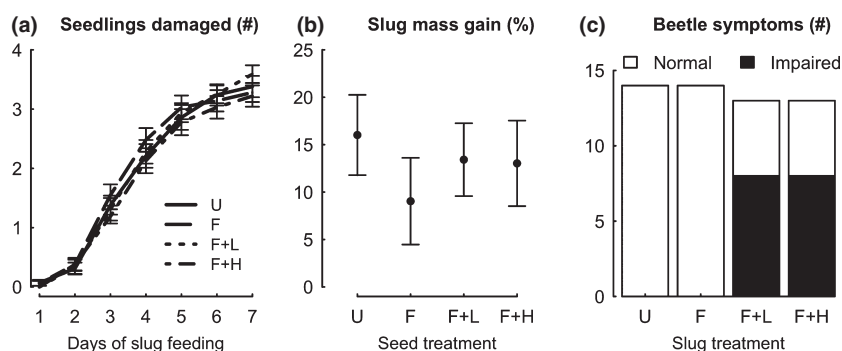 (a) Seedlings damaged (#)
4
3
2
1
0
U
F
F+L
F+H
1 2 3 4 5 6 7
Days of slug feeding
(b) Slug mass gain (%)
25
20
15
10
5
0
U F F+L F+H
Seed treatment
(c) Beetle symptoms (#)
Normal Impaired
15
10
5
0
U F F+L F+H
Slug treatment